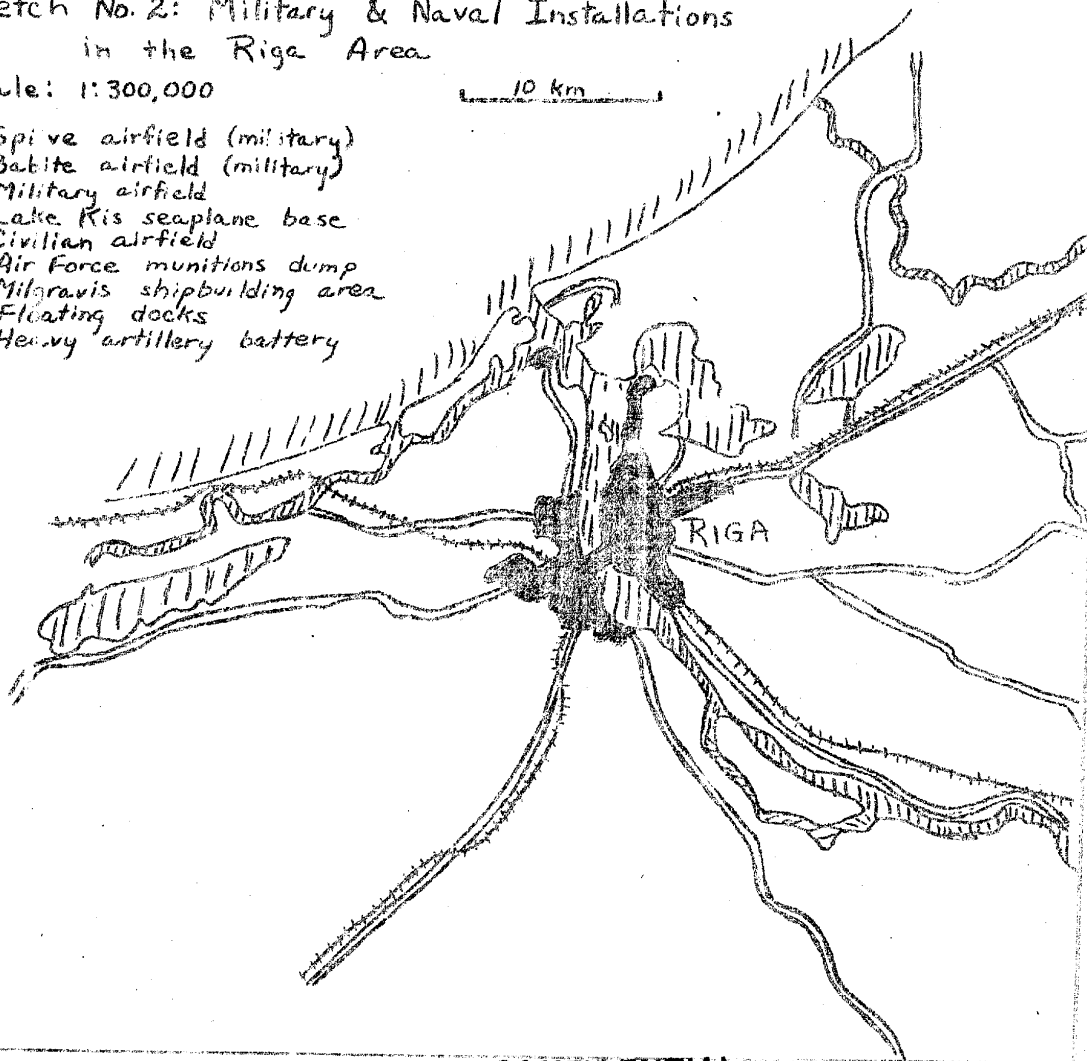 etch No. 2: Military & Naval Installations
in the Riga Area
ale: 1:300,000
10 km
Spilve airfield (military)
Babite airfield (military)
Military airfield
Lake Kis seaplane base
Civilian airfield
Air Force munitions dump
Milgravis shipbuilding area
Floating docks
Heavy artillery battery
RIGA